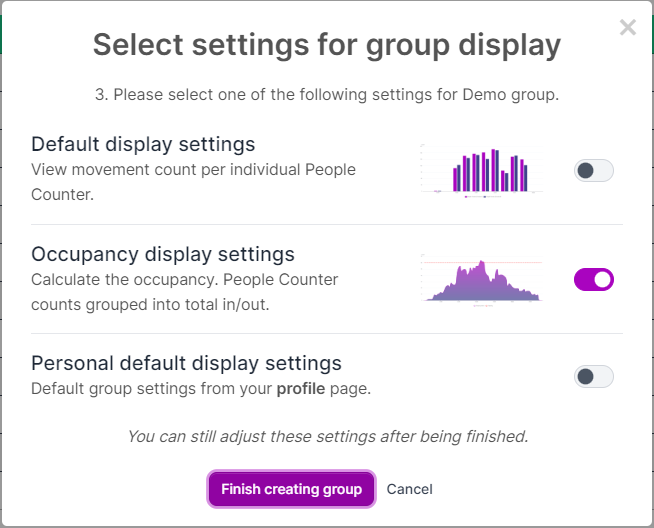 Select settings for group display
3. Please select one of the following settings for Demo group.
Default display settings
View movement count per individual People
Counter.
Occupancy display settings
Calculate the occupancy. People Counter
counts grouped into total in/out.
Personal default display settings
Default group settings from your profile page.
You can still adjust these settings after being finished.
Finish creating group
Cancel